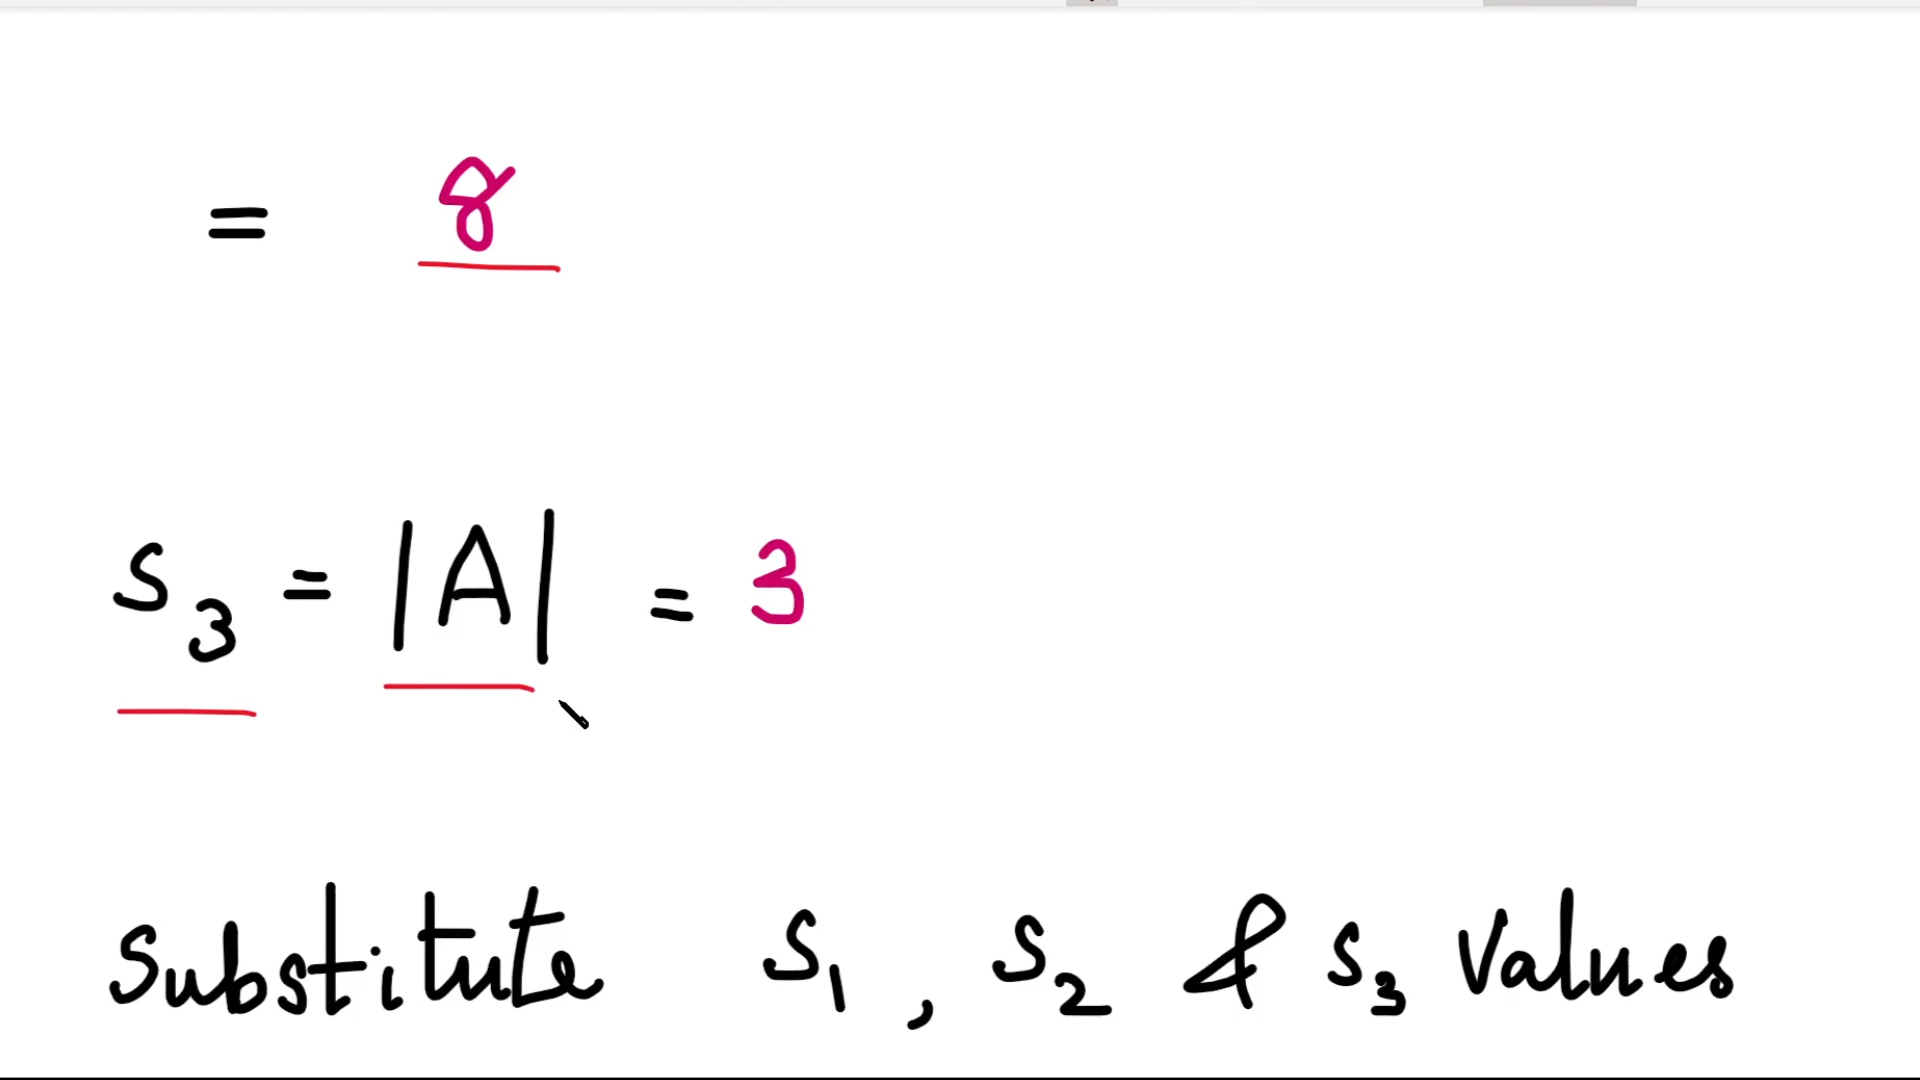 = 8
S3 = |A| = 3
Substitute S1 , S2 & S3 Values